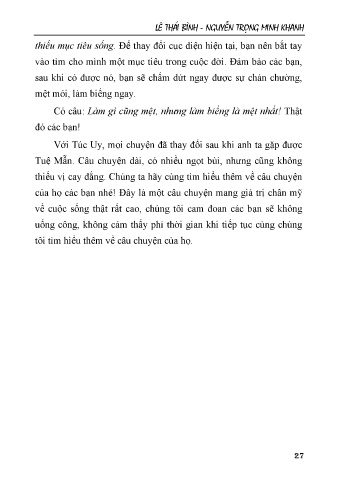 LÊ THÁI BÌNH - NGUYỄN TRỌNG MINH KHANH
thiếu mục tiêu sống. Để thay đổi cục diện hiện tại, bạn nên bắt tay
vào tìm cho mình một mục tiêu trong cuộc đời. Đảm bảo các bạn,
sau khi có được nó, bạn sẽ chấm dứt ngay được sự chán chường,
mệt mỏi, làm biếng ngay.
Có câu: Làm gì cũng mệt, nhưng làm biếng là mệt nhất! Thật
đó các bạn!
Với Túc Uy, mọi chuyện đã thay đổi sau khi anh ta gặp được
Tuệ Mẫn. Câu chuyện dài, có nhiều ngọt bùi, nhưng cũng không
thiếu vị cay đắng. Chúng ta hãy cùng tìm hiểu thêm về câu chuyện
của họ các bạn nhé! Đây là một câu chuyện mang giá trị chân mỹ
về cuộc sống thật rất cao, chúng tôi cam đoan các bạn sẽ không
uổng công, không cảm thấy phí thời gian khi tiếp tục cùng chúng
tôi tìm hiểu thêm về câu chuyện của họ.
27